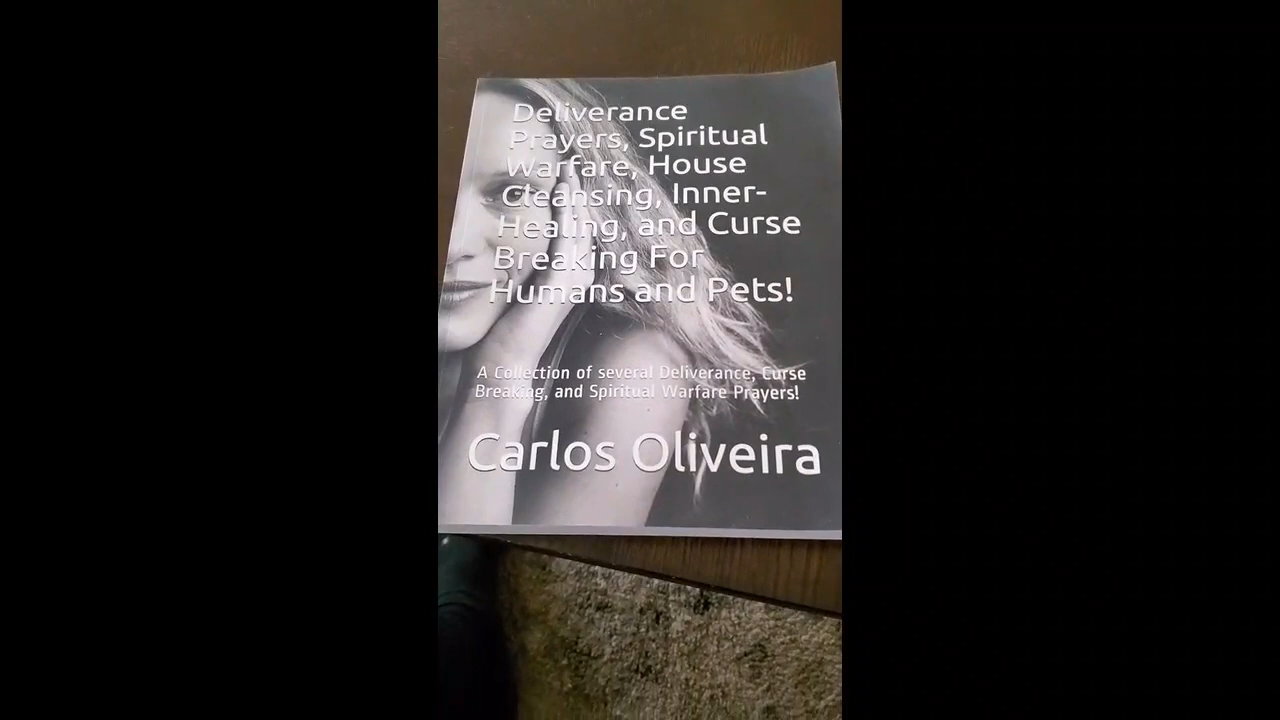 Deliverance
Prayers, Spiritual
Warfare, House
Cleansing, Inner-
Healing, and Curse
Breaking For
Humans and Pets!
A Collection of several Deliverance, Curse
Breaking, and Spiritual Warfare Prayers!
Carlos Oliveira